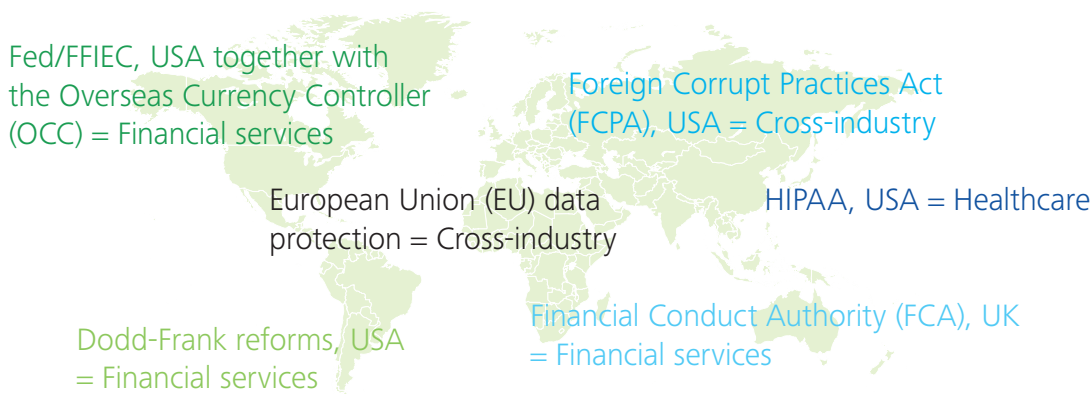 Fed/FFIEC, USA together with
the Overseas Currency Controller
(OCC) = Financial services
Foreign Corrupt Practices Act
(FCPA), USA = Cross-industry
European Union (EU) data
protection = Cross-industry
HIPAA, USA = Healthcare
Dodd-Frank reforms, USA
= Financial services
Financial Conduct Authority (FCA), UK
= Financial services